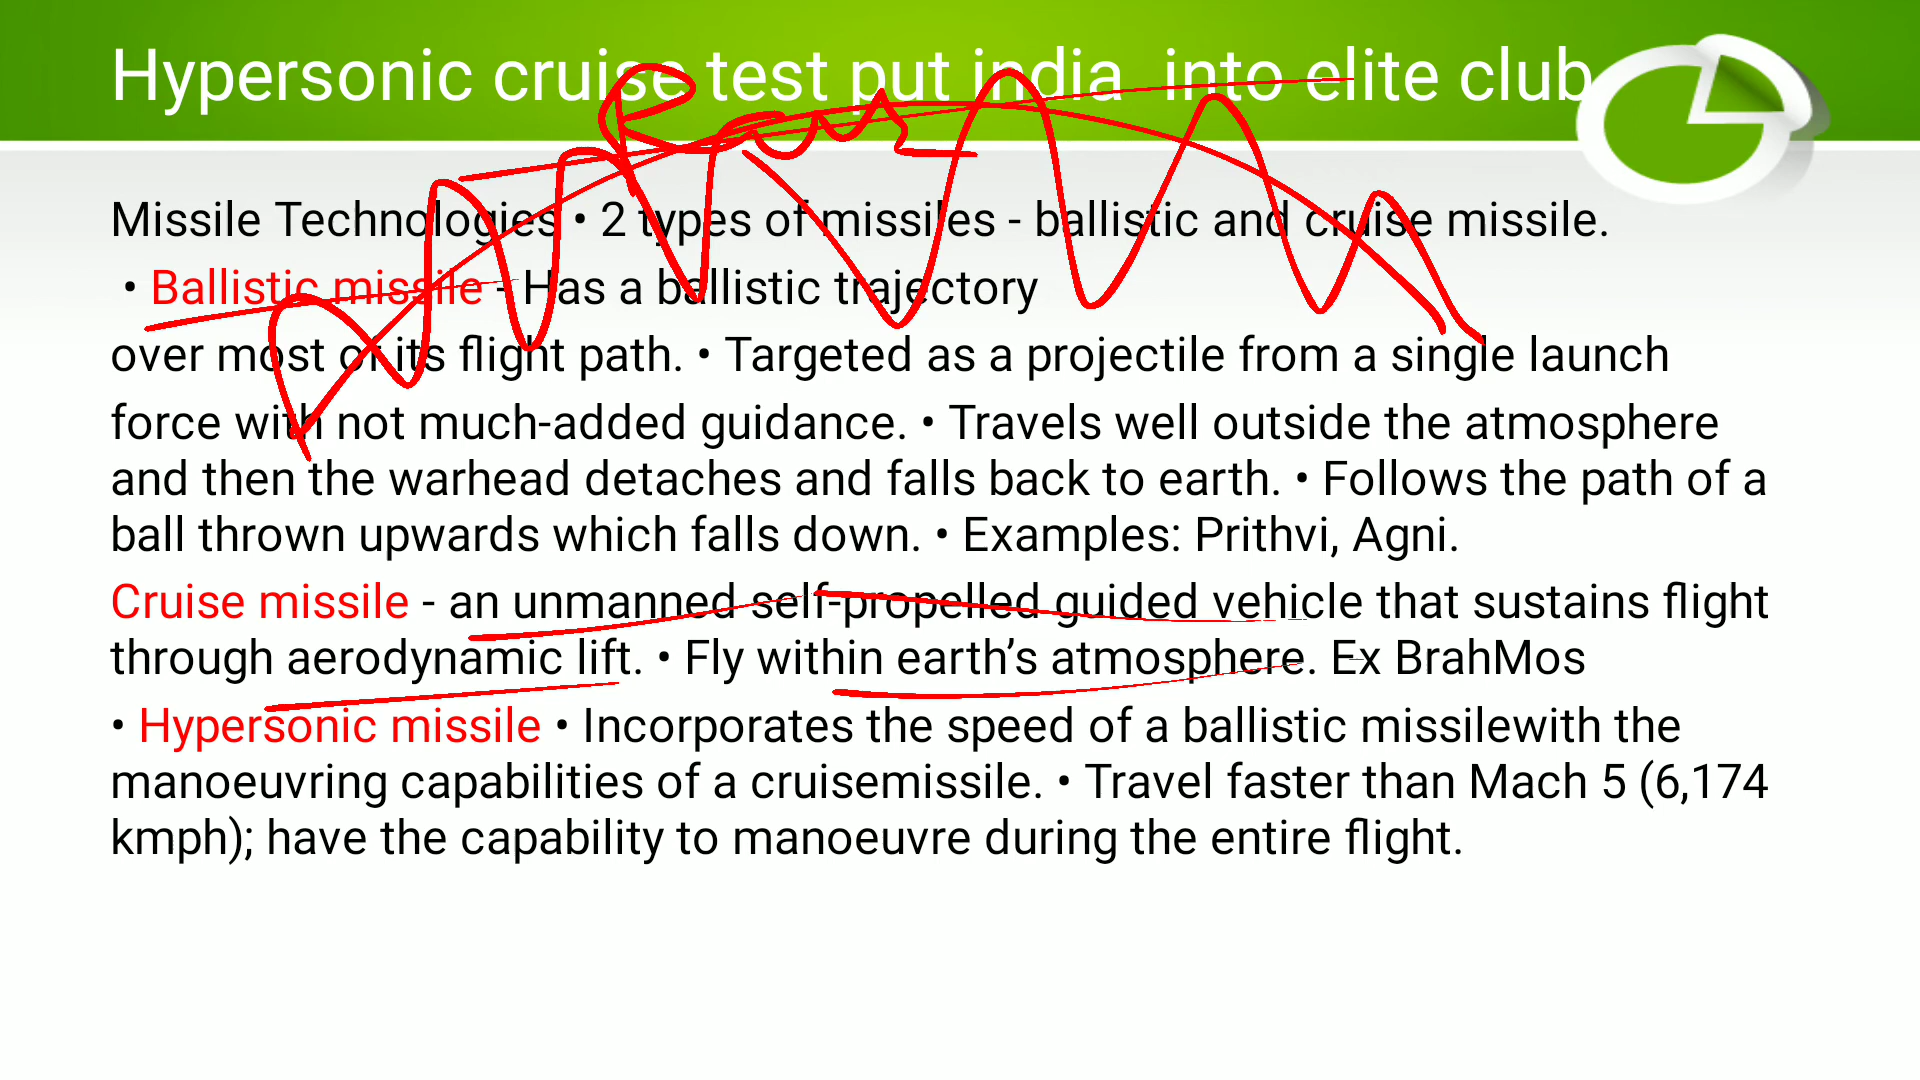 Hypersonic cruise test put india into elite club
Missile Technologies • 2 types of missiles - ballistic and cruise missile.
• Ballistic missile - Has a ballistic trajectory
over most of its flight path. • Targeted as a projectile from a single launch
force with not much-added guidance. • Travels well outside the atmosphere
and then the warhead detaches and falls back to earth. • Follows the path of a
ball thrown upwards which falls down. • Examples: Prithvi, Agni.
Cruise missile - an unmanned self-propelled guided vehicle that sustains flight
through aerodynamic lift. • Fly within earth’s atmosphere. Ex BrahMos
• Hypersonic missile • Incorporates the speed of a ballistic missilewith the
manoeuvring capabilities of a cruisemissile. • Travel faster than Mach 5 (6,174
kmph); have the capability to manoeuvre during the entire flight.